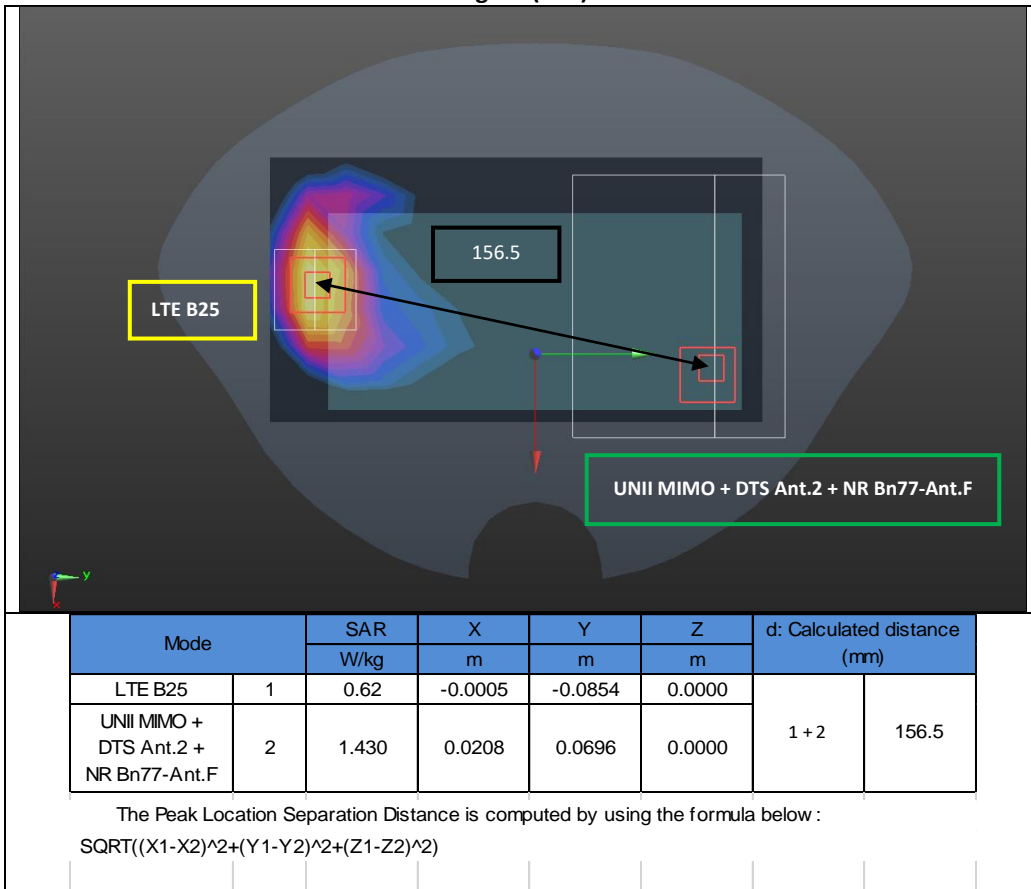 156.5
LTE B25
UNII MIMO + DTS Ant.2 + NR Bn77-Ant.F
y
x
Mode SAR X Y Z d: Calculated distance
W/kg m m m (mm)
LTE B25 1 0.62 -0.0005 -0.0854 0.0000
1 + 2 156.5
UNII MIMO +
DTS Ant.2 + 2 1.430 0.0208 0.0696 0.0000
NR Bn77-Ant.F
The Peak Location Separation Distance is computed by using the formula below :
SQRT((X1-X2)^2+(Y1-Y2)^2+(Z1-Z2)^2)